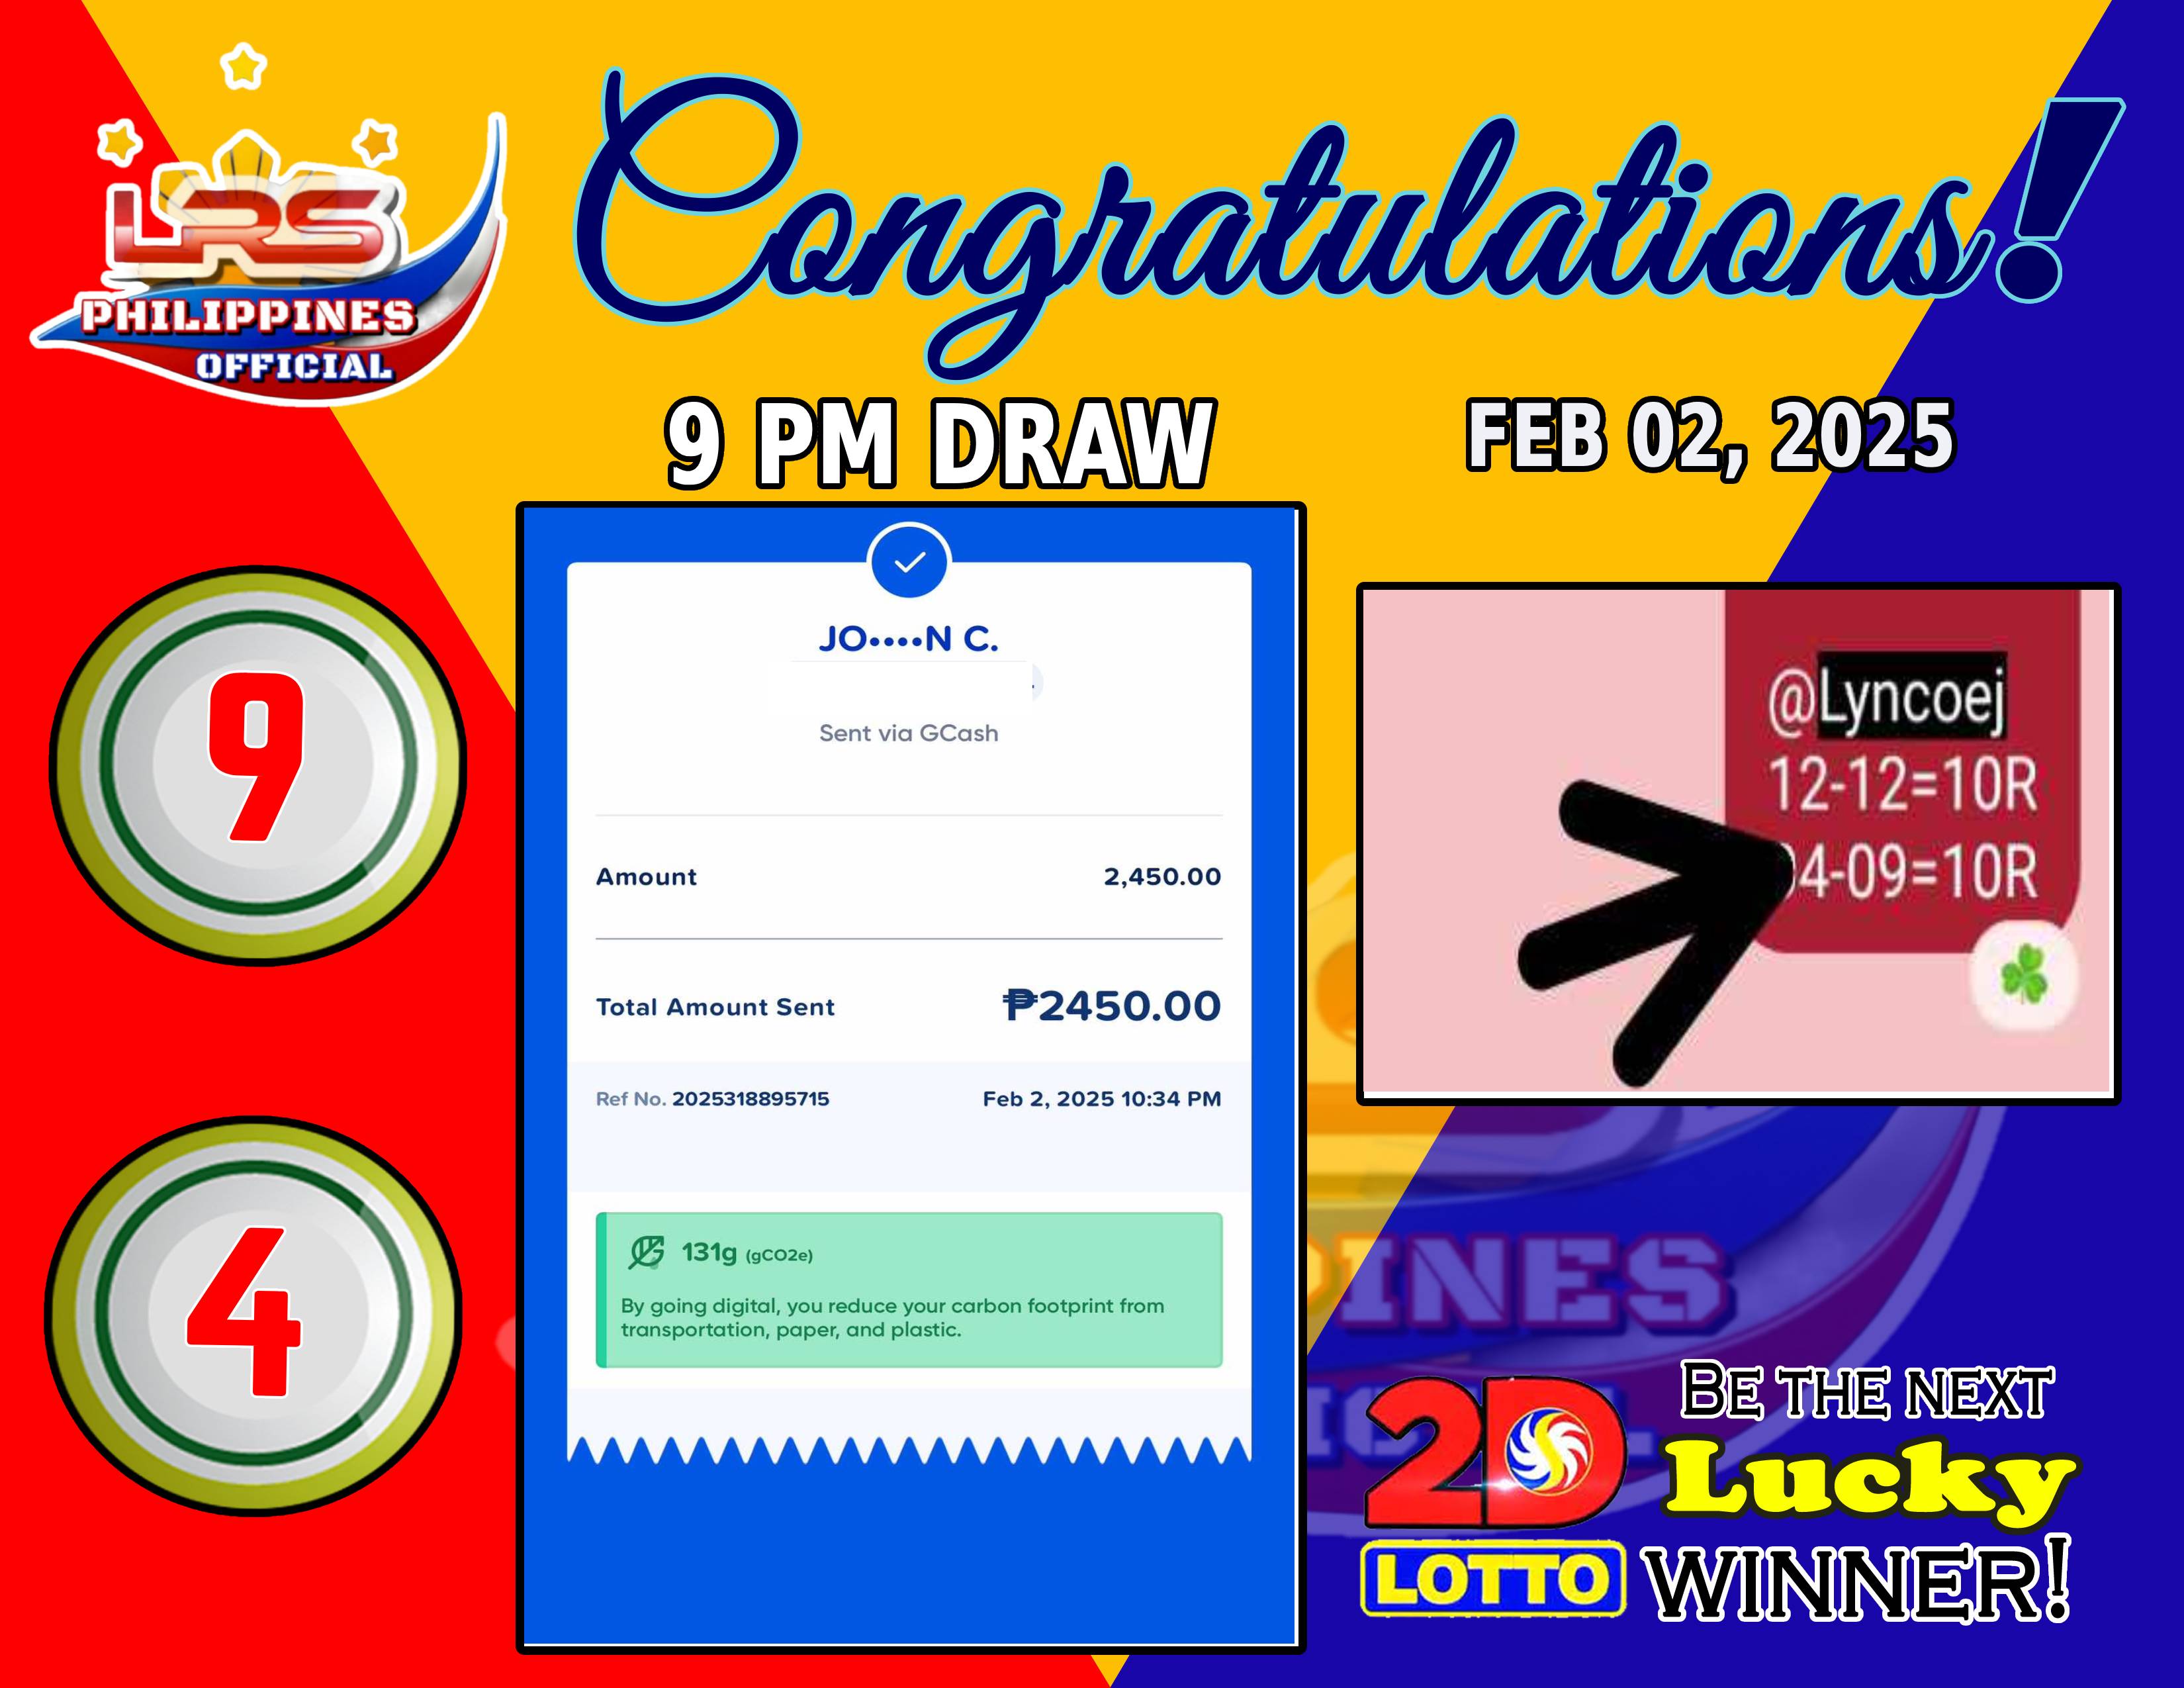 LRS
PHILIPPINES
OFFICIAL
Congratulations!
9 PM DRAW
FEB 02, 2025
9
4
JO••••N C.
Sent via GCash
Amount 2,450.00
Total Amount Sent ₱2450.00
Ref No. 2025318895715 Feb 2, 2025 10:34 PM
131g (gCO2e)
By going digital, you reduce your carbon footprint from
transportation, paper, and plastic.
@Lyncoej
12-12=10R
04-09=10R
2D
LOTTO
BE THE NEXT
Lucky
WINNER!